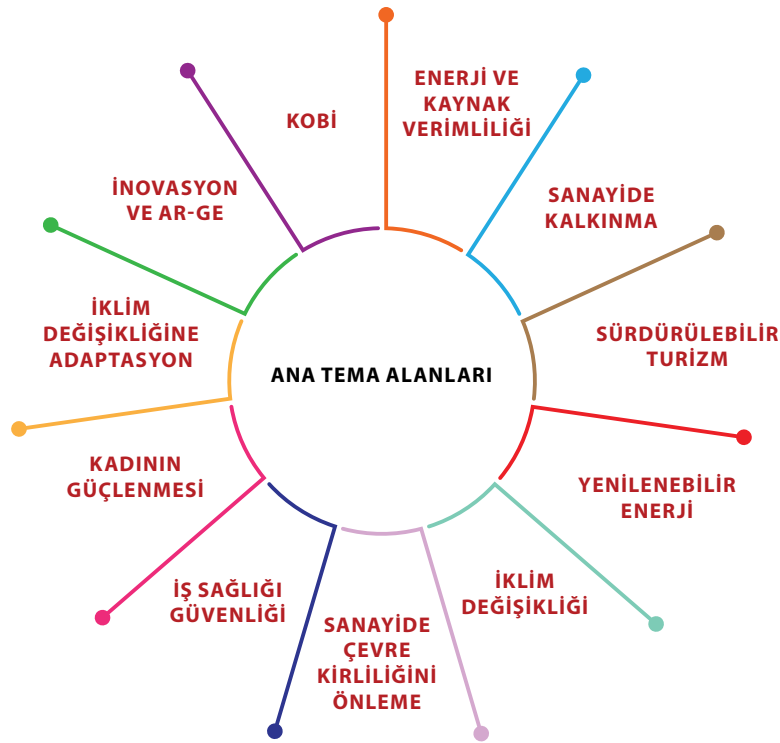 ENERJİ VE
KAYNAK
VERİMLİLİĞİ
SANAYİDE
KALKINMA
SÜRDÜRÜLEBİLİR
TURİZM
YENİLENEBİLİR
ENERJİ
İKLİM
DEĞİŞİKLİĞİ
SANAYİDE
ÇEVRE
KİRLİLİĞİNİ
ÖNLEME
İŞ SAĞLIĞI
GÜVENLİĞİ
KADININ
GÜÇLENMESİ
İKLİM
DEĞİŞİKLİĞİNE
ADAPTASYON
İNOVASYON
VE AR-GE
KOBİ
ANA TEMA ALANLARI